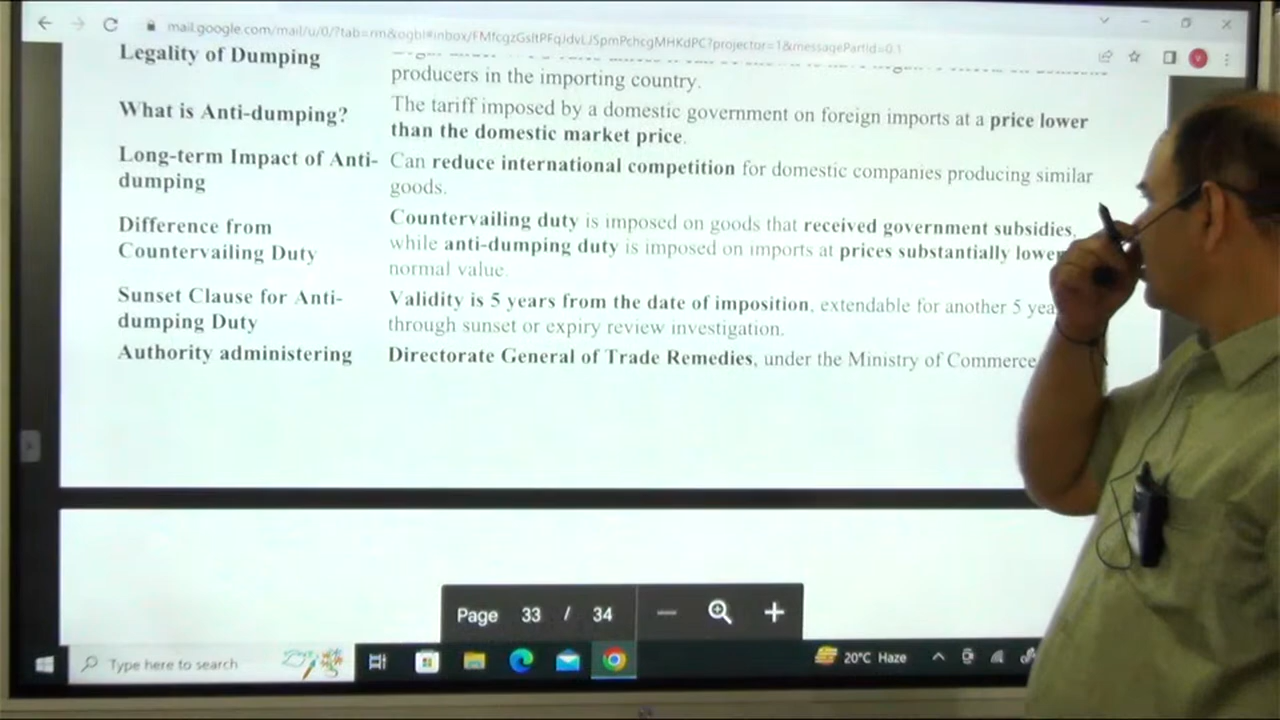 mail.google.com/mail/u/0/?tab=rm&ogbl#inbox/
Legality of Dumping
producers in the importing country.
What is Anti-dumping?
The tariff imposed by a domestic government on foreign imports at a price lower
than the domestic market price.
Long-term Impact of Anti-
dumping
Can reduce international competition for domestic companies producing similar
goods.
Difference from
Countervailing Duty
Countervailing duty is imposed on goods that received government subsidies,
while anti-dumping duty is imposed on imports at prices substantially lower
normal value.
Sunset Clause for Anti-
dumping Duty
Validity is 5 years from the date of imposition, extendable for another 5 yea
through sunset or expiry review investigation.
Authority administering
Directorate General of Trade Remedies, under the Ministry of Commerce
Page 33 / 34
Type here to search
20°C Haze